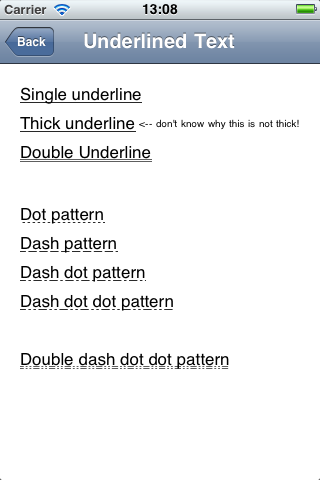 Carrier 13:08
Back Underlined Text
Single underline
Thick underline <-- don't know why this is not thick!
Double Underline
Dot pattern
Dash pattern
Dash dot pattern
Dash dot dot pattern
Double dash dot dot pattern